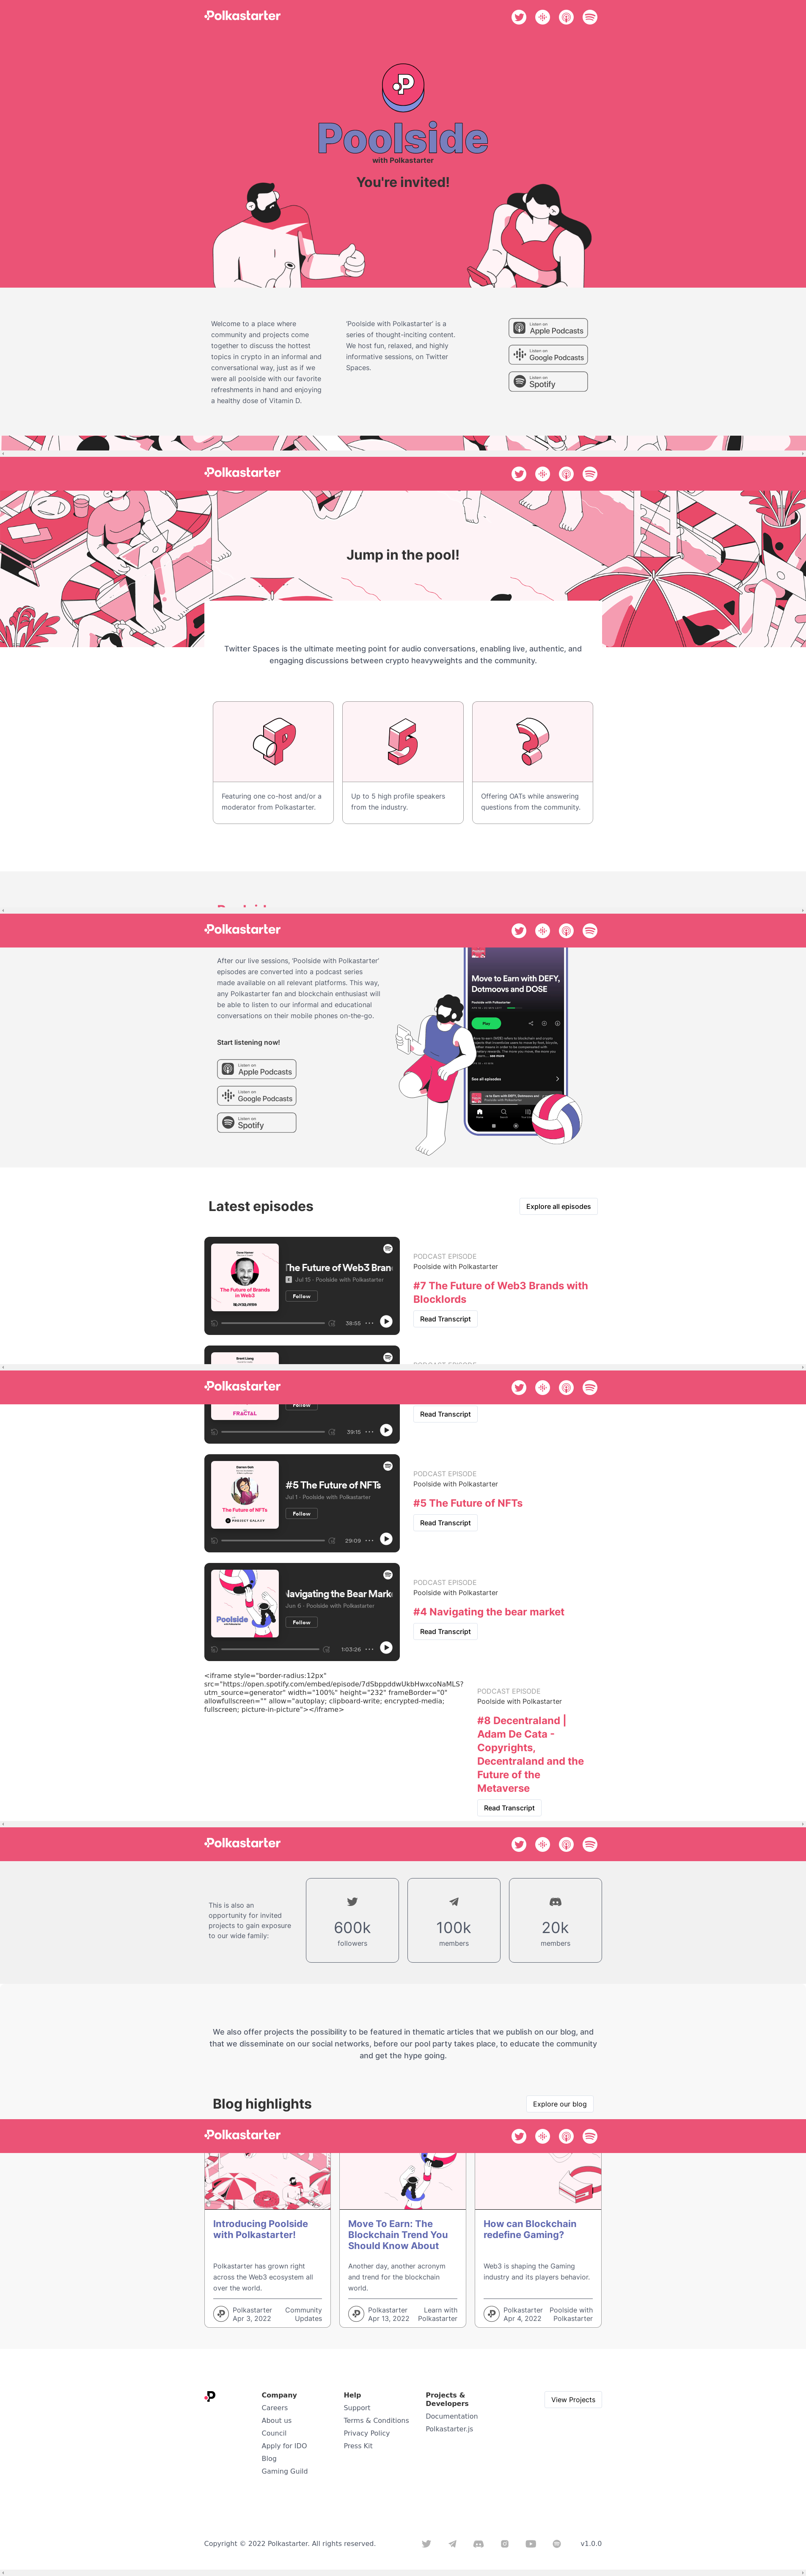 Polkastarter
Poolside
with Polkastarter
You're invited!
Welcome to a place where
community and projects come
together to discuss the hottest
topics in crypto in an informal and
conversational way, just as if we
were all poolside with our favorite
refreshments in hand and enjoying
a healthy dose of Vitamin D.
'Poolside with Polkastarter' is a
series of thought-inciting content.
We host fun, relaxed, and highly
informative sessions, on Twitter
Spaces.
Listen on
Apple Podcasts
Listen on
Google Podcasts
Listen on
Spotify
Polkastarter
Jump in the pool!
Twitter Spaces is the ultimate meeting point for audio conversations, enabling live, authentic, and
engaging discussions between crypto heavyweights and the community.
P
5
?
Featuring one co-host and/or a
moderator from Polkastarter.
Up to 5 high profile speakers
from the industry.
Offering OATs while answering
questions from the community.
Polkastarter
After our live sessions, 'Poolside with Polkastarter'
episodes are converted into a podcast series
made available on all relevant platforms. This way,
any Polkastarter fan and blockchain enthusiast will
be able to listen to our informal and educational
conversations on their mobile phones on-the-go.
Start listening now!
Listen on
Apple Podcasts
Listen on
Google Podcasts
Listen on
Spotify
Move to Earn with DEFY,
Dotmoovs and DOSE
Poolside with Polkastarter
Play
See all episodes
Latest episodes
Explore all episodes
The Future of Brands
in Web3
The Future of Web3 Bran
E Jul 15 · Poolside with Polkastarter
Follow
38:55
PODCAST EPISODE
Poolside with Polkastarter
#7 The Future of Web3 Brands with
Blocklords
Read Transcript
Polkastarter
FRACTAL
Follow
39:16
Read Transcript
The Future of NFTs
PROJECT GALAXY
#5 The Future of NFTs
Jul 1 · Poolside with Polkastarter
Follow
29:09
PODCAST EPISODE
Poolside with Polkastarter
#5 The Future of NFTs
Read Transcript
Poolside
with Polkastarter
Navigating the Bear Mark
Jun 6 · Poolside with Polkastarter
Follow
1:03:26
PODCAST EPISODE
Poolside with Polkastarter
#4 Navigating the bear market
Read Transcript
<iframe style="border-radius:12px"
src="https://open.spotify.com/embed/episode/7dSbppddwUkbHwxcoNaMLS?
utm_source=generator" width="100%" height="232" frameBorder="0"
allowfullscreen="" allow="autoplay; clipboard-write; encrypted-media;
fullscreen; picture-in-picture"></iframe>
PODCAST EPISODE
Poolside with Polkastarter
#8 Decentraland |
Adam De Cata -
Copyrights,
Decentraland and the
Future of the
Metaverse
Read Transcript
Polkastarter
This is also an
opportunity for invited
projects to gain exposure
to our wide family:
600k
followers
100k
members
20k
members
We also offer projects the possibility to be featured in thematic articles that we publish on our blog, and
that we disseminate on our social networks, before our pool party takes place, to educate the community
and get the hype going.
Blog highlights
Explore our blog
Polkastarter
Introducing Poolside
with Polkastarter!
Polkastarter has grown right
across the Web3 ecosystem all
over the world.
Polkastarter
Apr 3, 2022
Community
Updates
Move To Earn: The
Blockchain Trend You
Should Know About
Another day, another acronym
and trend for the blockchain
world.
Polkastarter
Apr 13, 2022
Learn with
Polkastarter
How can Blockchain
redefine Gaming?
Web3 is shaping the Gaming
industry and its players behavior.
Polkastarter
Apr 4, 2022
Poolside with
Polkastarter
Company
Careers
About us
Council
Apply for IDO
Blog
Gaming Guild
Help
Support
Terms & Conditions
Privacy Policy
Press Kit
Projects &
Developers
Documentation
Polkastarter.js
View Projects
Copyright © 2022 Polkastarter. All rights reserved.
v1.0.0